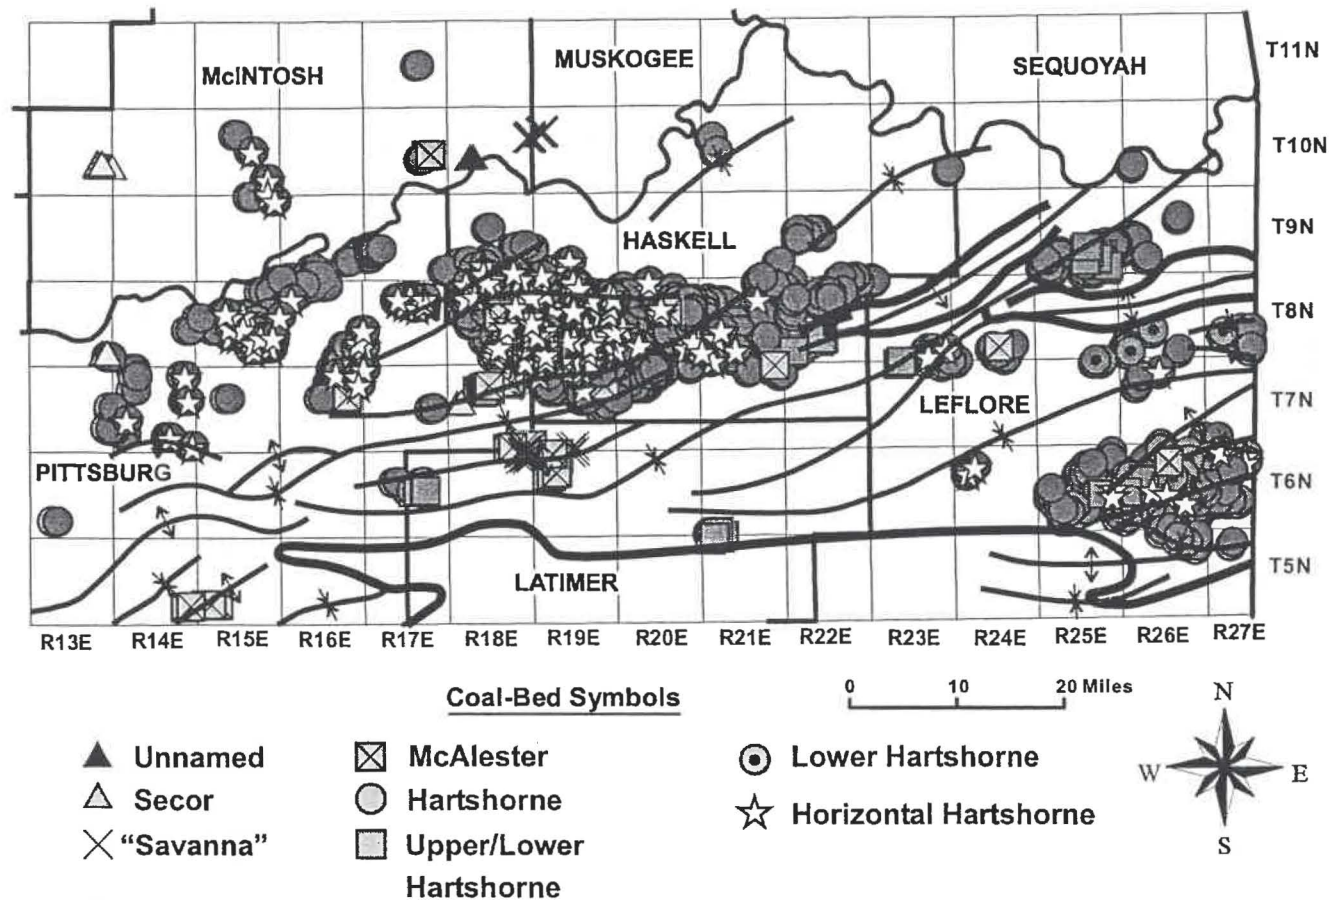 McINTOSH
MUSKOGEE
SEQUOYAH
T11N
T10N
HASKELL
T9N
T8N
LEFLORE
T7N
PITTSBURG
T6N
LATIMER
T5N
R13E R14E R15E R16E R17E R18E R19E R20E R21E R22E R23E R24E R25E R26E R27E
Coal-Bed Symbols
0 10 20 Miles
N
W E
S
Unnamed
Secor
"Savanna"
McAlester
Hartshorne
Upper/Lower
Hartshorne
Lower Hartshorne
Horizontal Hartshorne